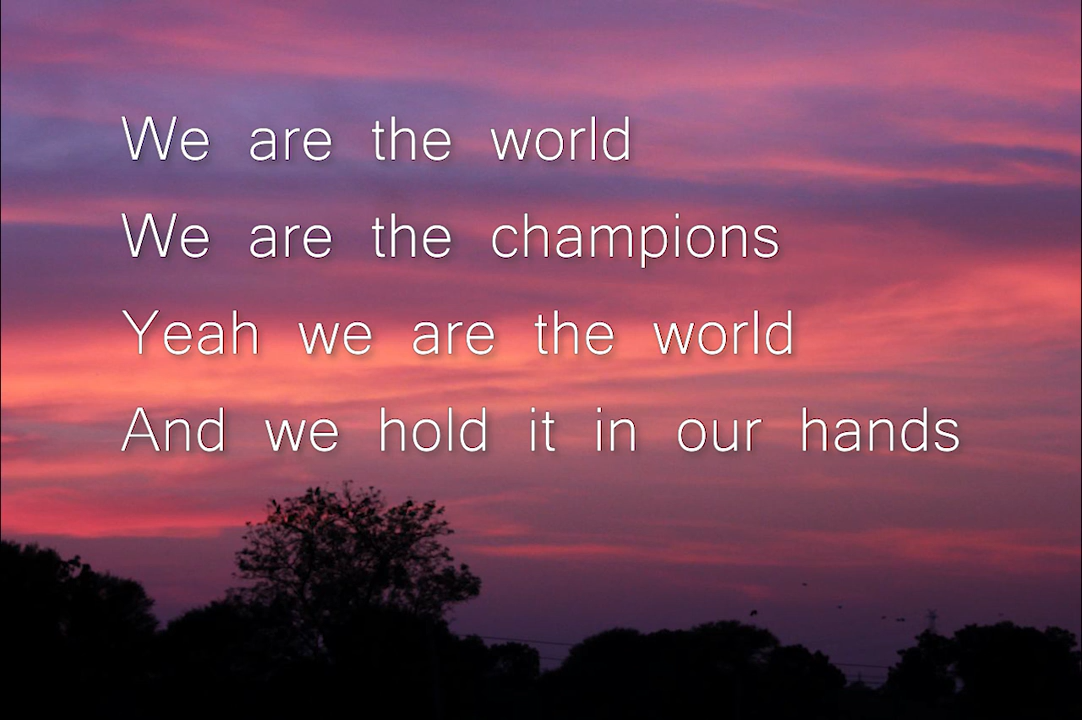 We are the world
We are the champions
Yeah we are the world
And we hold it in our hands